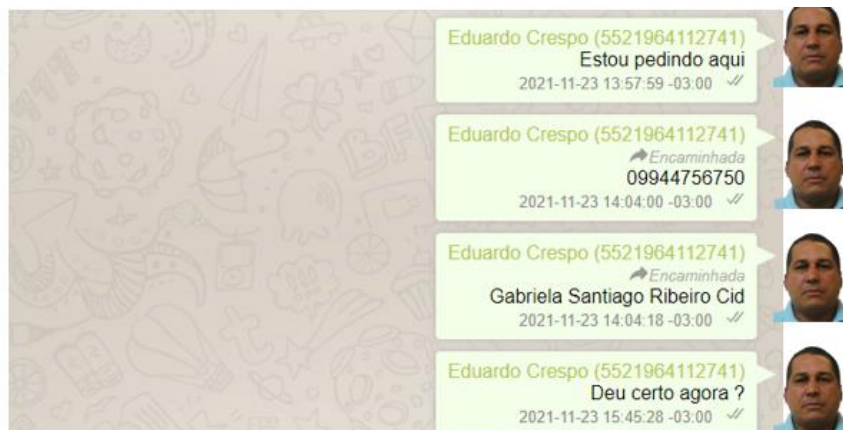 Eduardo Crespo (5521964112741)
Estou pedindo aqui
2021-11-23 13:57:59 -03:00
Eduardo Crespo (5521964112741)
Encaminhada
09944756750
2021-11-23 14:04:00 -03:00
Eduardo Crespo (5521964112741)
Encaminhada
Gabriela Santiago Ribeiro Cid
2021-11-23 14:04:18 -03:00
Eduardo Crespo (5521964112741)
Deu certo agora ?
2021-11-23 15:45:28 -03:00